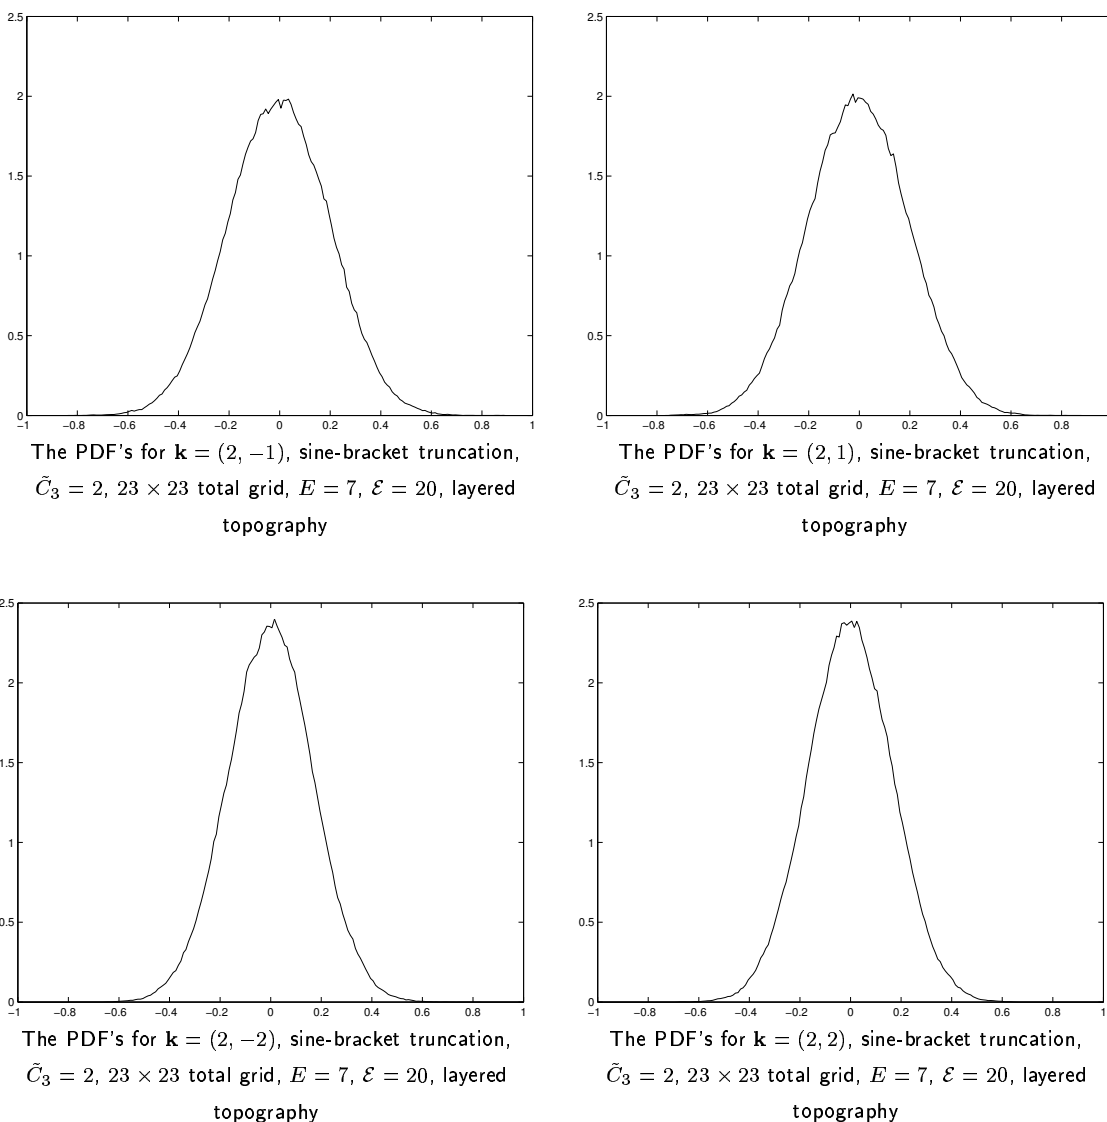 2.5
2
1.5
1
0.5
0
−1 −0.8 −0.6 −0.4 −0.2 0 0.2 0.4 0.6 0.8 1
The PDF's for k = (2, −1), sine-bracket truncation,
C̃₃ = 2, 23 × 23 total grid, E = 7, ℰ = 20, layered
topography
2.5
2
1.5
1
0.5
0
−1 −0.8 −0.6 −0.4 −0.2 0 0.2 0.4 0.6 0.8
The PDF's for k = (2, 1), sine-bracket truncation,
C̃₃ = 2, 23 × 23 total grid, E = 7, ℰ = 20, layered
topography
2.5
2
1.5
1
0.5
0
−1 −0.8 −0.6 −0.4 −0.2 0 0.2 0.4 0.6 0.8 1
The PDF's for k = (2, −2), sine-bracket truncation,
C̃₃ = 2, 23 × 23 total grid, E = 7, ℰ = 20, layered
topography
2.5
2
1.5
1
0.5
0
−1 −0.8 −0.6 −0.4 −0.2 0 0.2 0.4 0.6 0.8 1
The PDF's for k = (2, 2), sine-bracket truncation,
C̃₃ = 2, 23 × 23 total grid, E = 7, ℰ = 20, layered
topography